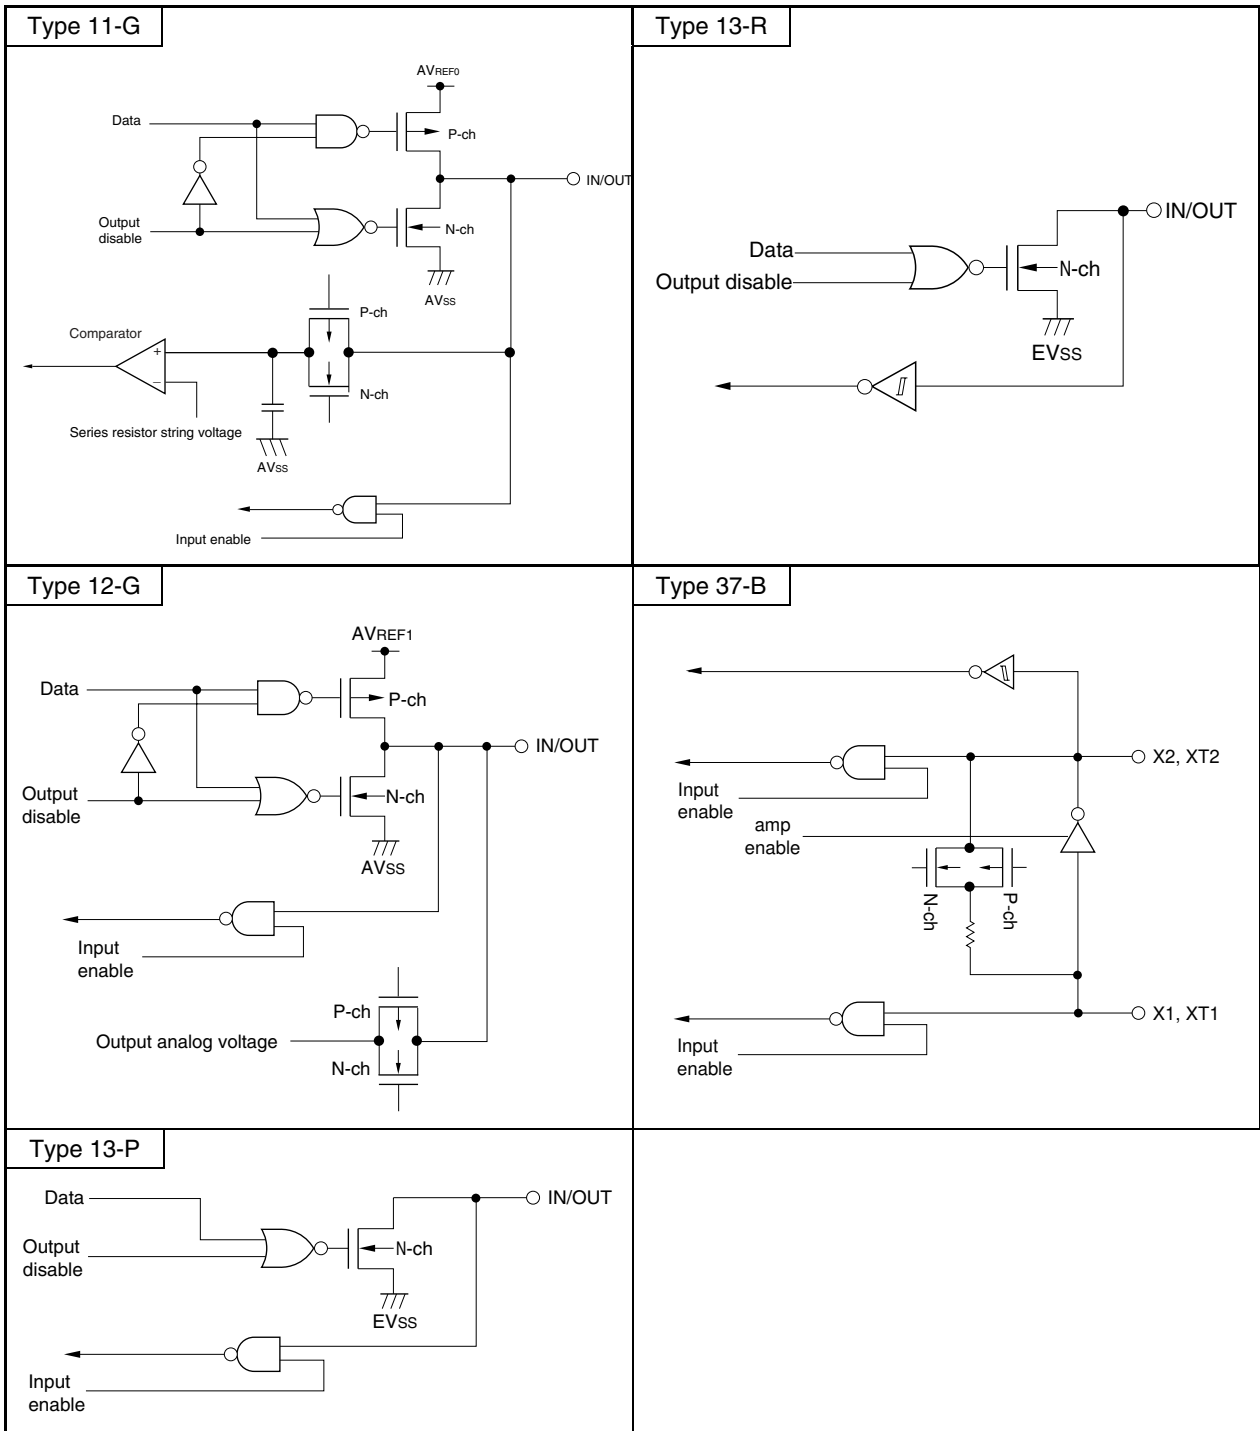 Type 11-G
AVREF0
Data
P-ch
IN/OUT
Output
disable
N-ch
AVSS
P-ch
Comparator
+
–
N-ch
Series resistor string voltage
AVSS
Input enable
Type 13-R
IN/OUT
Data
Output disable
N-ch
EVSS
Type 12-G
AVREF1
Data
P-ch
IN/OUT
Output
disable
N-ch
AVSS
Input
enable
P-ch
Output analog voltage
N-ch
Type 37-B
X2, XT2
Input
enable
amp
enable
N-ch
P-ch
X1, XT1
Input
enable
Type 13-P
Data
IN/OUT
Output
disable
N-ch
EVSS
Input
enable